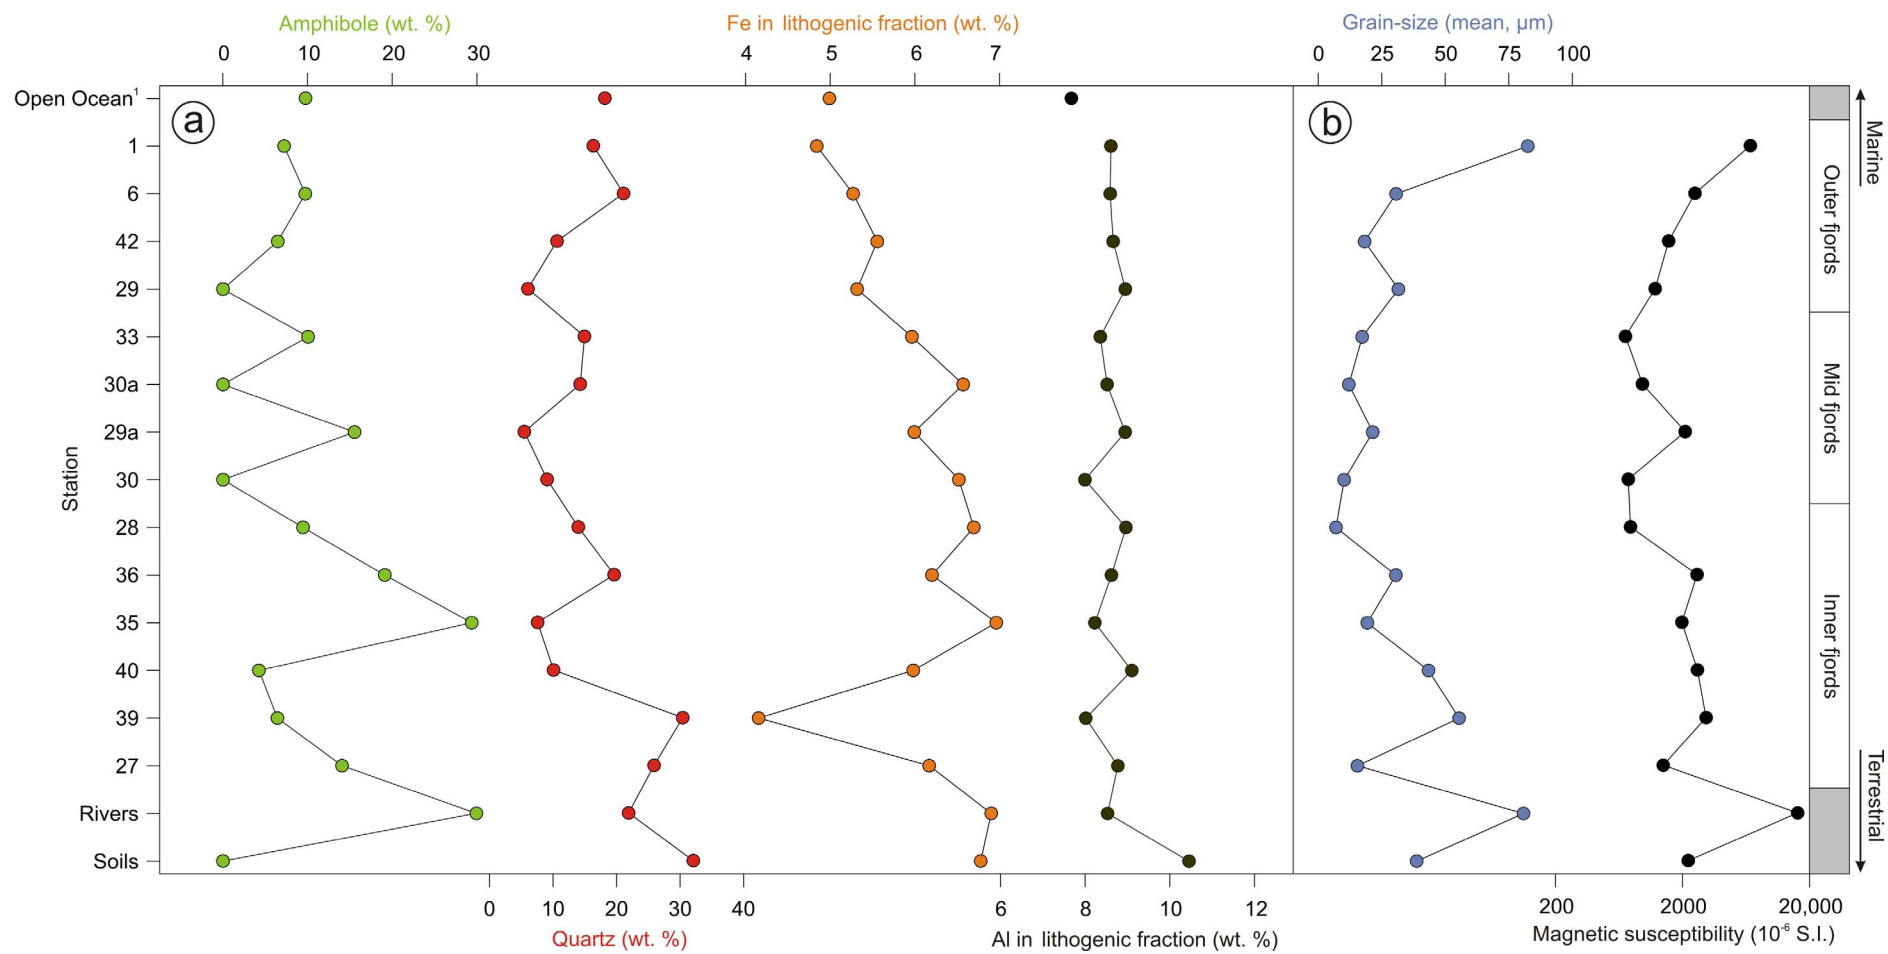 Amphibole (wt. %)
Fe in lithogenic fraction (wt. %)
Grain-size (mean, µm)
0 10 20 30
4 5 6 7
0 25 50 75 100
a
b
Station
Open Ocean¹
1
6
42
29
33
30a
29a
30
28
36
35
40
39
27
Rivers
Soils
Outer fjords
Mid fjords
Inner fjords
Marine
Terrestrial
0 10 20 30 40
6 8 10 12
200 2000 20,000
Quartz (wt. %)
Al in lithogenic fraction (wt. %)
Magnetic susceptibility (10⁻⁶ S.I.)